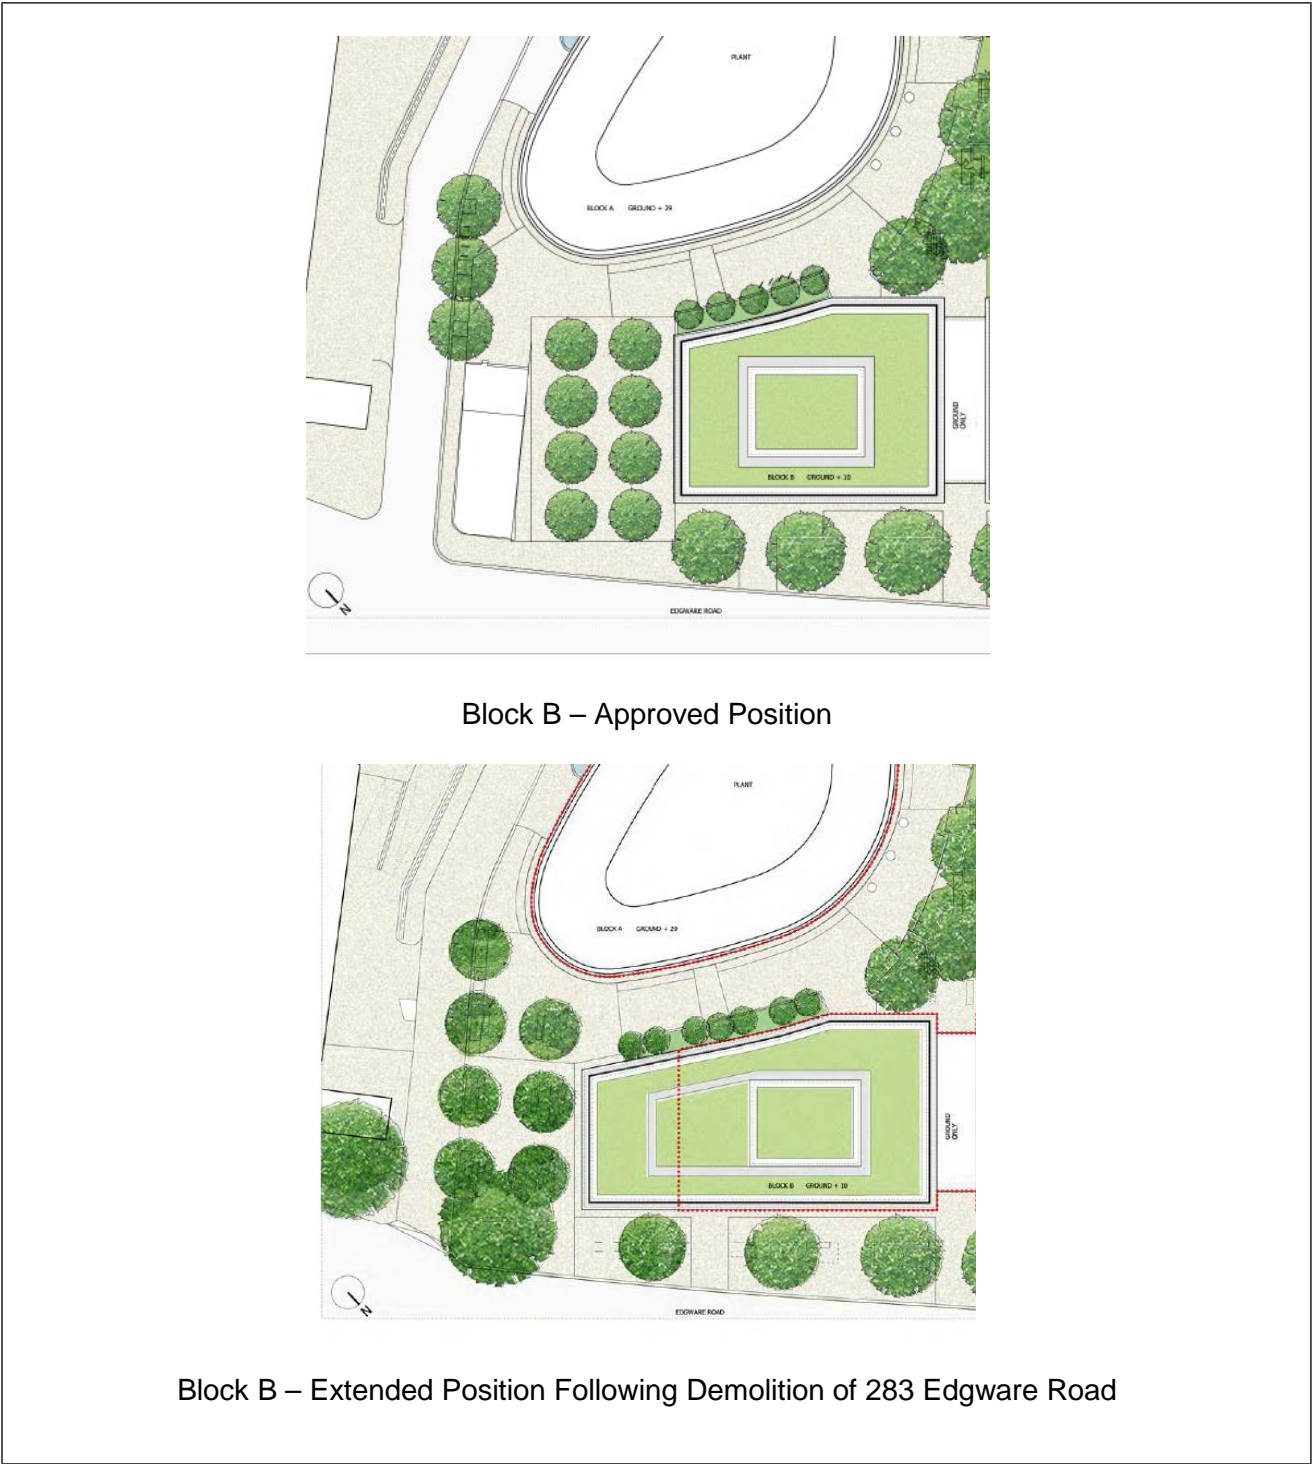 PLANT
BLOCK A GROUND + 29
GROUND
ONLY
BLOCK B GROUND + 10
N
EDGWARE ROAD
Block B – Approved Position
PLANT
BLOCK A GROUND + 29
GROUND
ONLY
BLOCK B GROUND + 10
N
EDGWARE ROAD
Block B – Extended Position Following Demolition of 283 Edgware Road